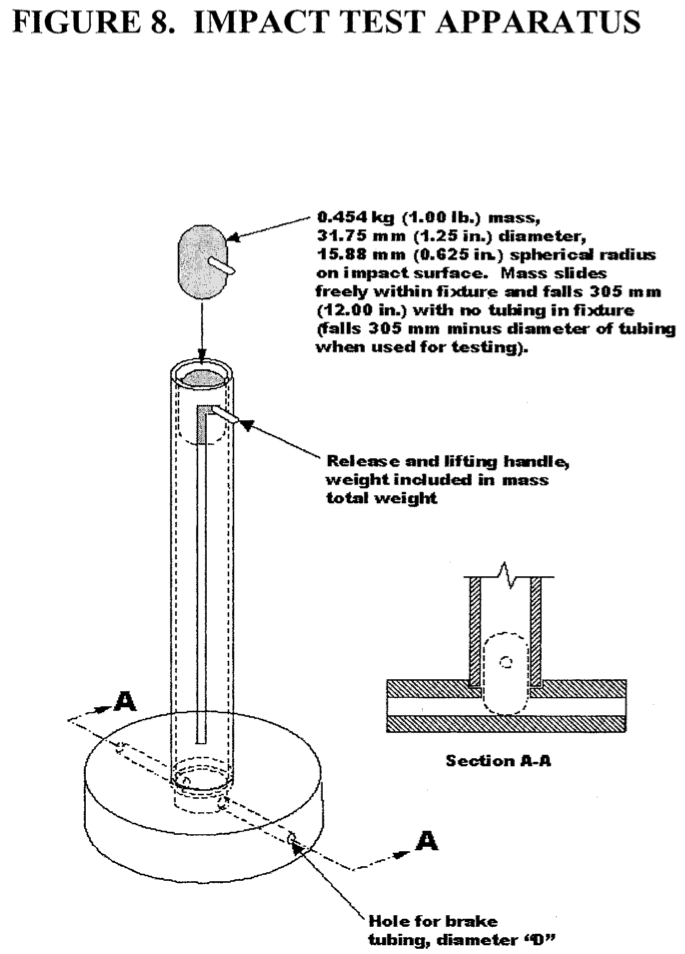 FIGURE 8. IMPACT TEST APPARATUS
0.454 kg (1.00 lb.) mass,
31.75 mm (1.25 in.) diameter,
15.88 mm (0.625 in.) spherical radius
on impact surface. Mass slides
freely within fixture and falls 305 mm
(12.00 in.) with no tubing in fixture
(falls 305 mm minus diameter of tubing
when used for testing).
Release and lifting handle,
weight included in mass
total weight
A
Section A-A
A
Hole for brake
tubing, diameter "D"